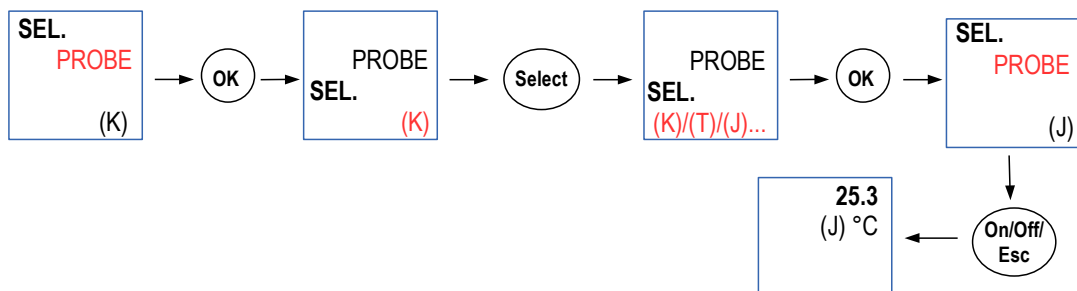 SEL.
PROBE
(K)
OK
PROBE
SEL.
(K)
Select
PROBE
SEL.
(K)/(T)/(J)...
OK
SEL.
PROBE
(J)
On/Off/
Esc
25.3
(J) °C